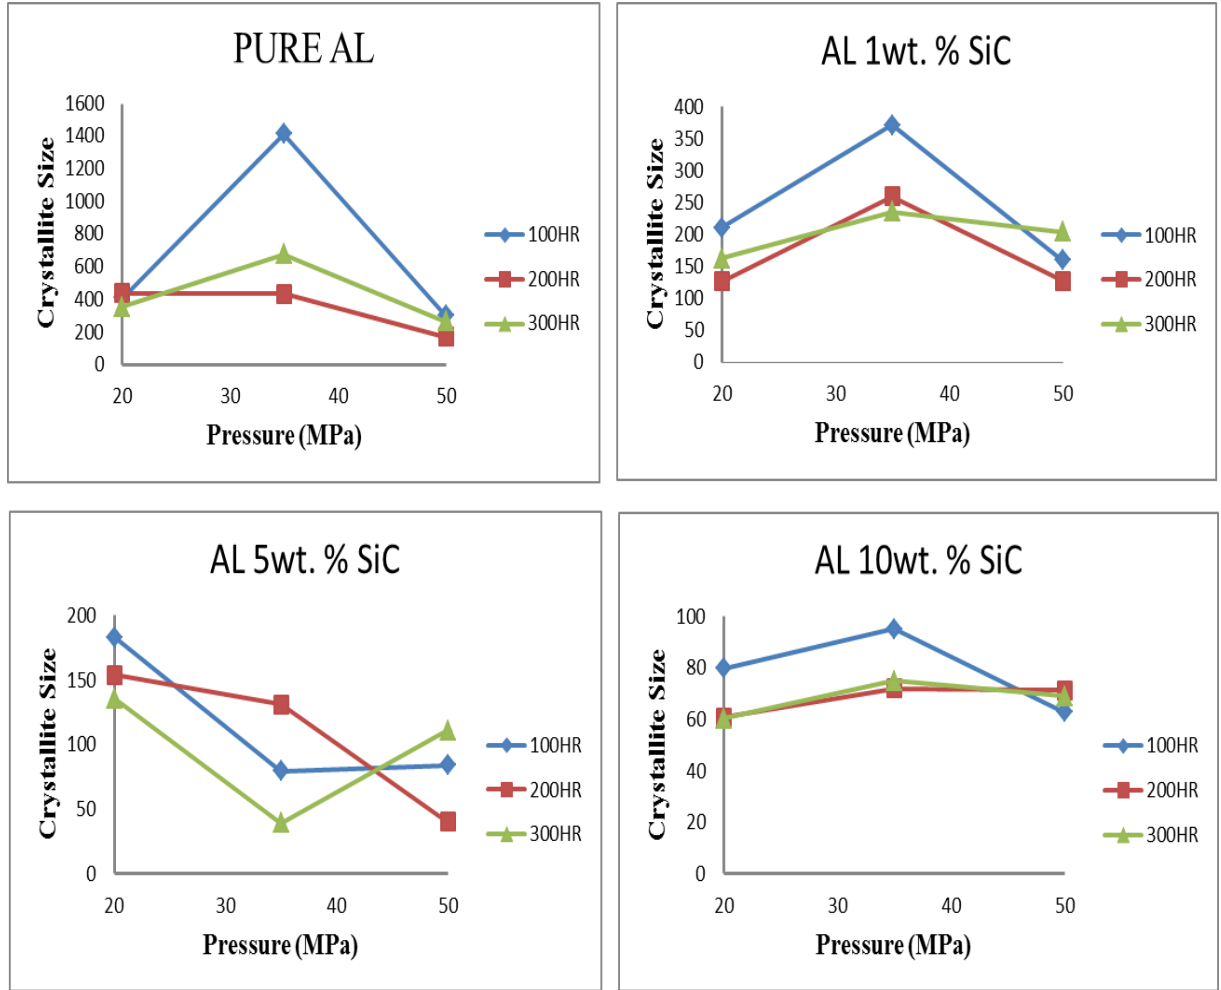 PURE AL
1600
1400
1200
1000
800
600
400
200
0
Crystallite Size
20 30 40 50
Pressure (MPa)
100HR
200HR
300HR
AL 1wt. % SiC
400
350
300
250
200
150
100
50
0
Crystallite Size
20 30 40 50
Pressure (MPa)
100HR
200HR
300HR
AL 5wt. % SiC
200
150
100
50
0
Crystallite Size
20 30 40 50
Pressure (MPa)
100HR
200HR
300HR
AL 10wt. % SiC
100
80
60
40
20
0
Crystallite Size
20 30 40 50
Pressure (MPa)
100HR
200HR
300HR